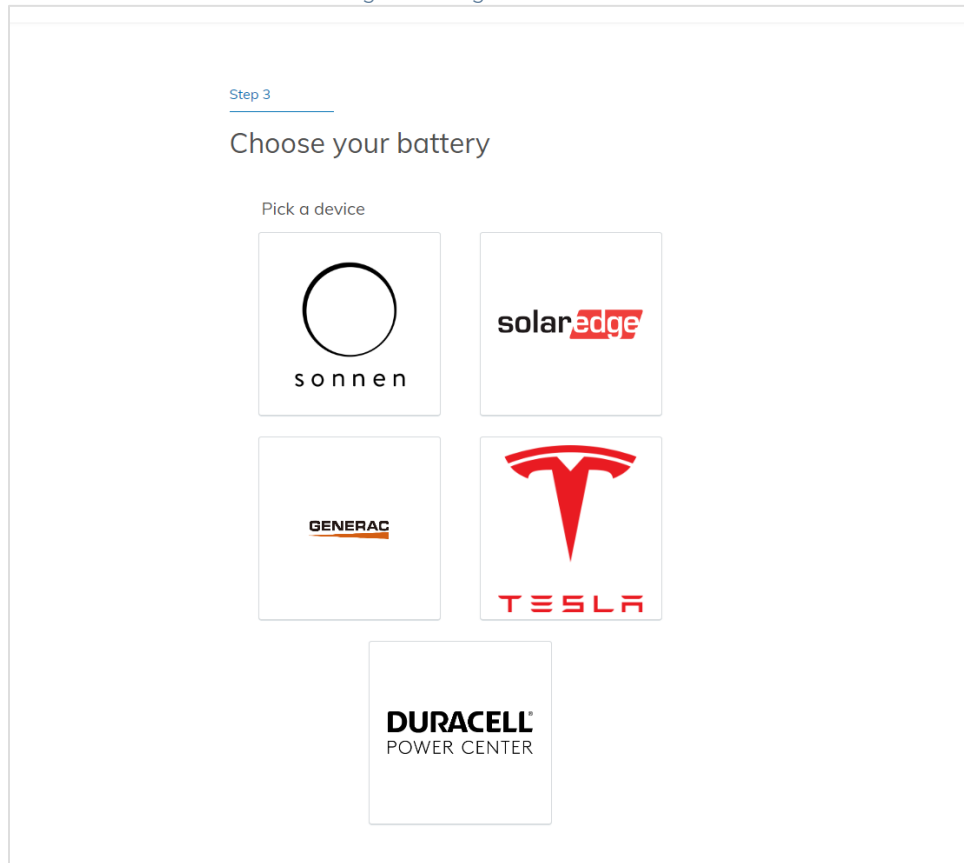 Step 3
Choose your battery
Pick a device
sonnen
solaredge
GENERAC
TESLA
DURACELL®
POWER CENTER